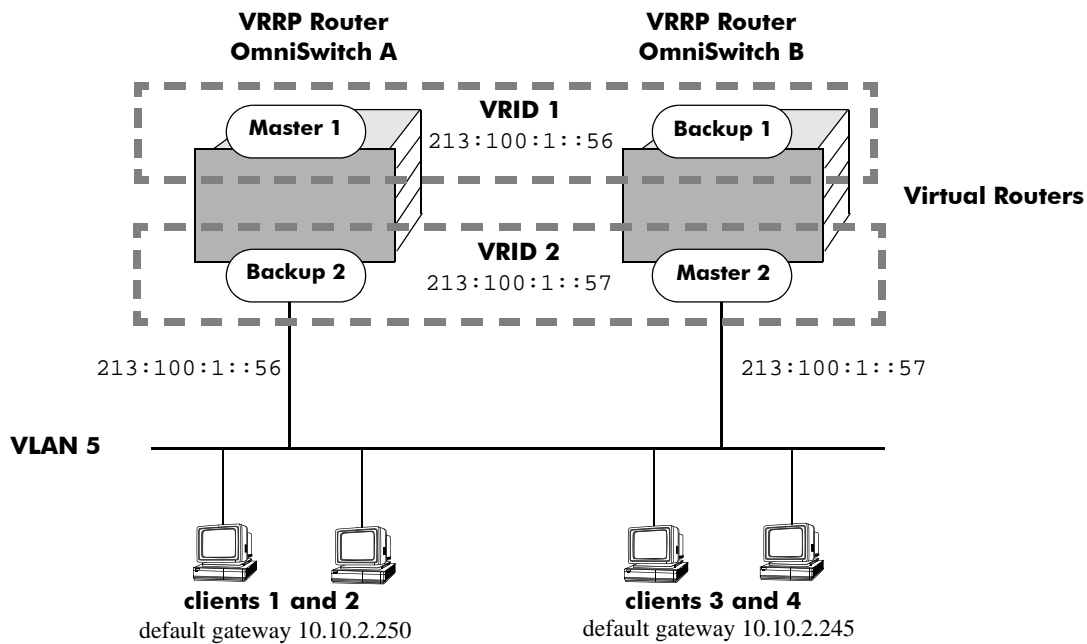 VRRP Router
OmniSwitch A
VRRP Router
OmniSwitch B
VRID 1
Master 1
Backup 1
213:100:1::56
Virtual Routers
VRID 2
Backup 2
Master 2
213:100:1::57
213:100:1::56
213:100:1::57
VLAN 5
clients 1 and 2
default gateway 10.10.2.250
clients 3 and 4
default gateway 10.10.2.245